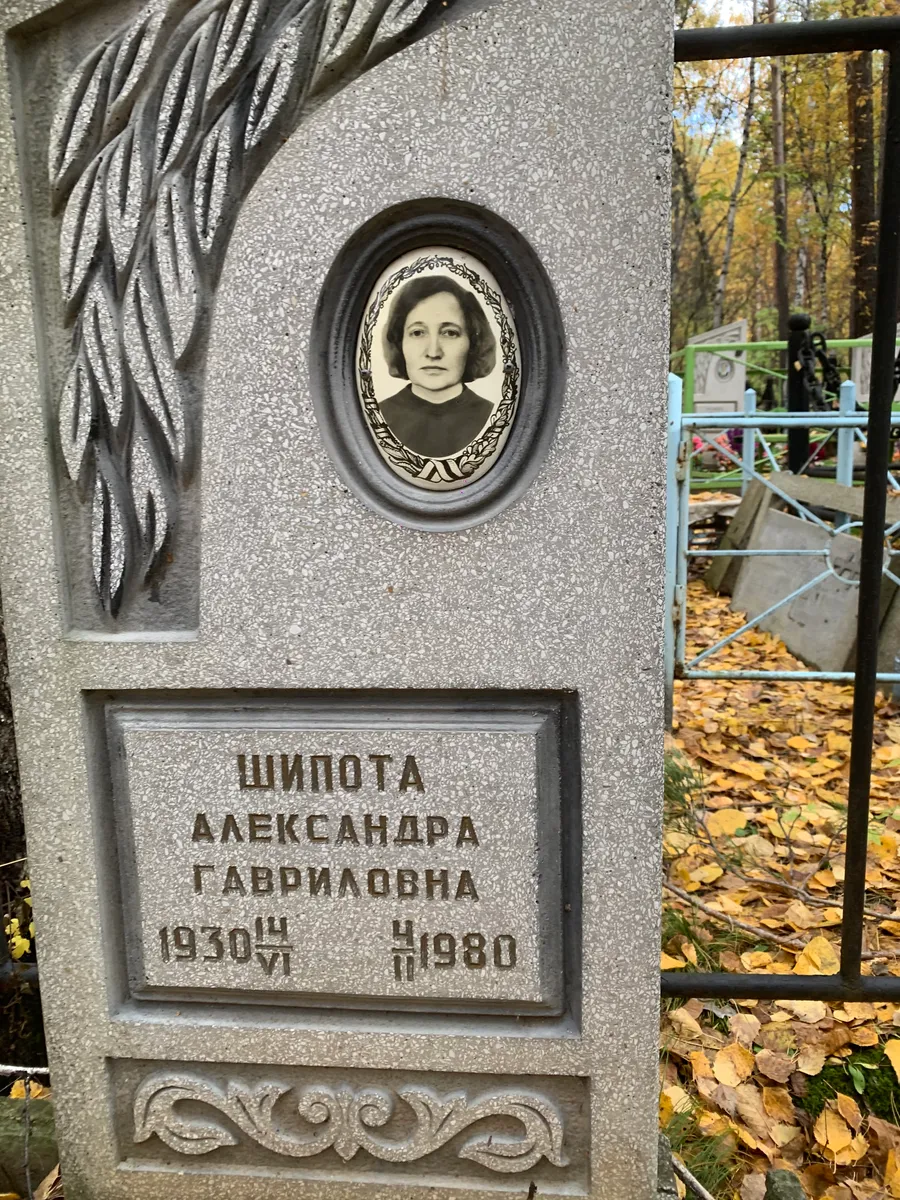 ШИПОТА
АЛЕКСАНДРА
ГАВРИЛОВНА
1930 14/VI 4/II 1980